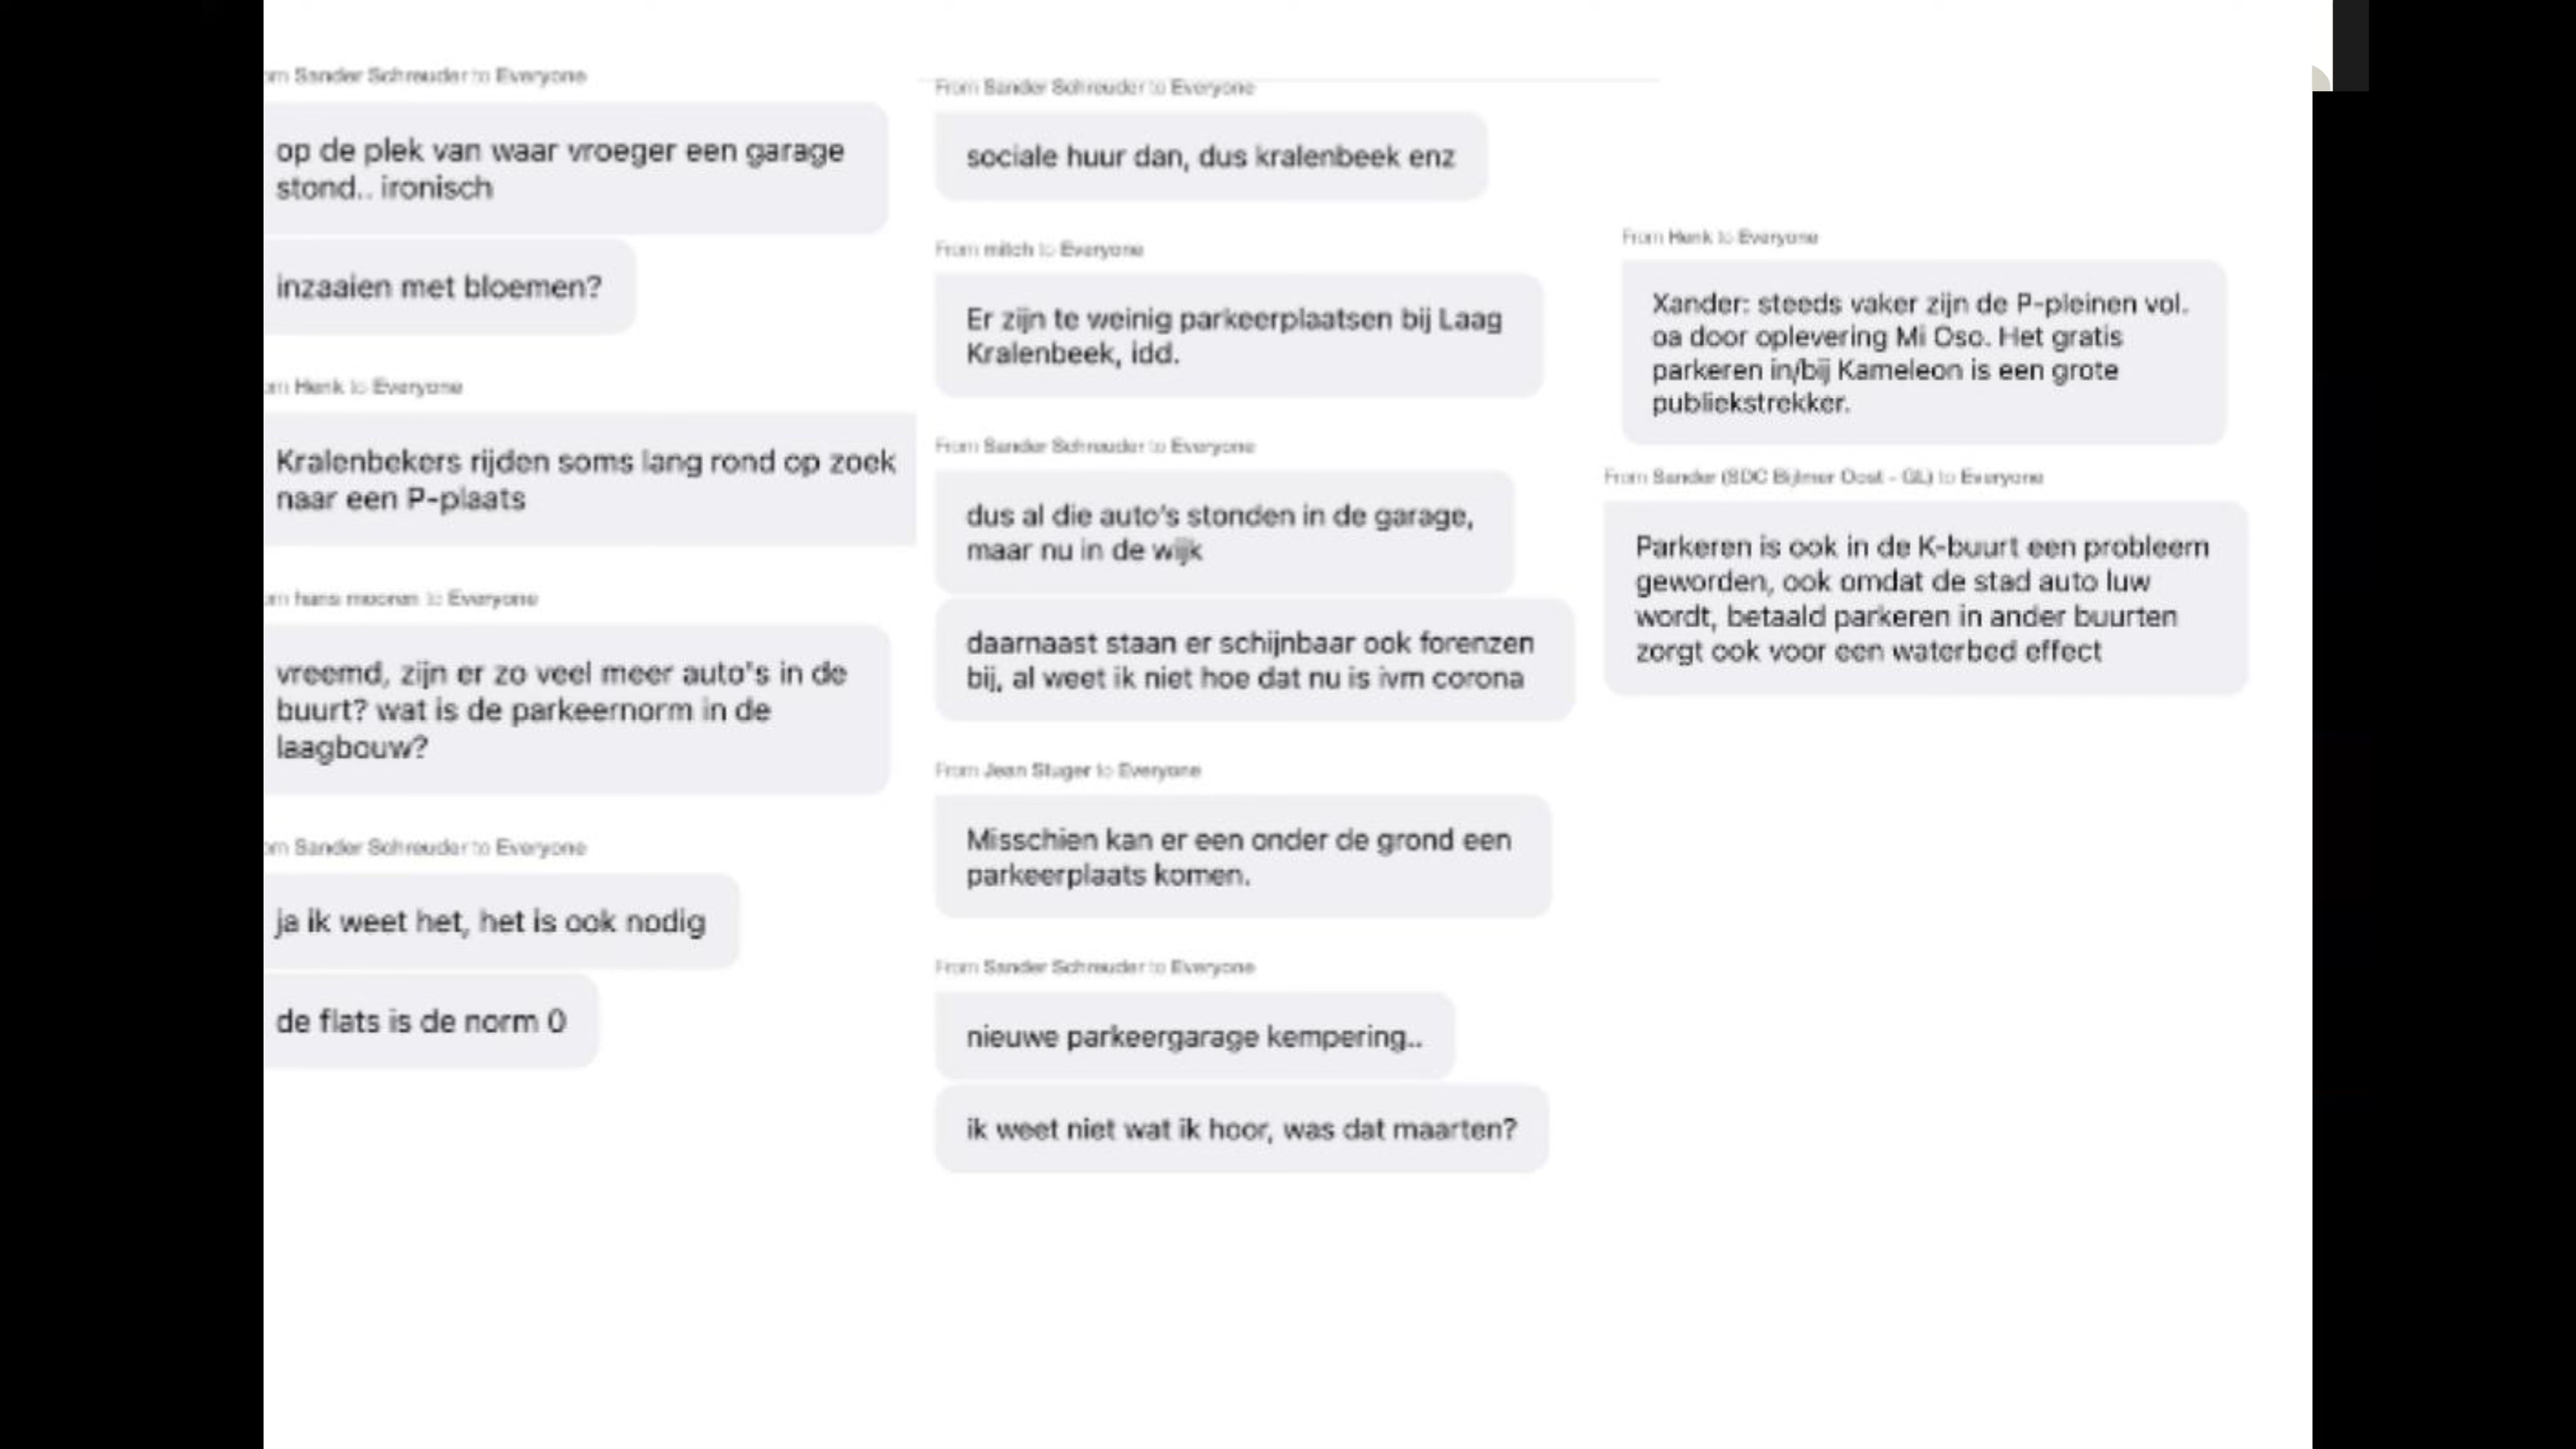 om Sander Schreuder to Everyone
op de plek van waar vroeger een garage
stond.. ironisch
inzaaien met bloemen?
om Henk to Everyone
Kralenbekers rijden soms lang rond op zoek
naar een P-plaats
om hans mooren to Everyone
vreemd, zijn er zo veel meer auto's in de
buurt? wat is de parkeernorm in de
laagbouw?
om Sander Schreuder to Everyone
ja ik weet het, het is ook nodig
de flats is de norm 0
From Sander Schreuder to Everyone
sociale huur dan, dus kralenbeek enz
From mitch to Everyone
Er zijn te weinig parkeerplaatsen bij Laag
Kralenbeek, idd.
From Sander Schreuder to Everyone
dus al die auto's stonden in de garage,
maar nu in de wijk
daarnaast staan er schijnbaar ook forenzen
bij, al weet ik niet hoe dat nu is ivm corona
From Jean Sluger to Everyone
Misschien kan er een onder de grond een
parkeerplaats komen.
From Sander Schreuder to Everyone
nieuwe parkeergarage kempering..
ik weet niet wat ik hoor, was dat maarten?
From Henk to Everyone
Xander: steeds vaker zijn de P-pleinen vol.
oa door oplevering Mi Oso. Het gratis
parkeren in/bij Kameleon is een grote
publiekstrekker.
From Sander (SDC Bijlmer Oost - GL) to Everyone
Parkeren is ook in de K-buurt een probleem
geworden, ook omdat de stad auto luw
wordt, betaald parkeren in ander buurten
zorgt ook voor een waterbed effect